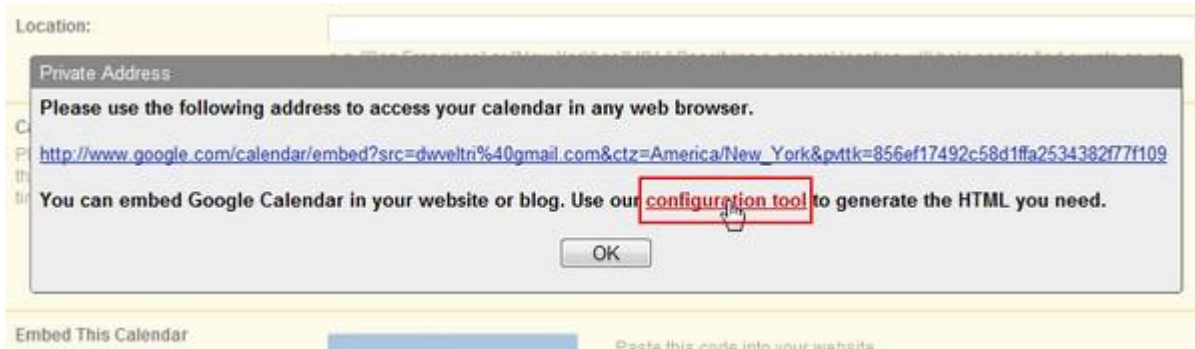 Location:
Private Address
Please use the following address to access your calendar in any web browser.
http://www.google.com/calendar/embed?src=dwveltri%40gmail.com&ctz=America/New_York&pvttk=856ef17492c58d1ffa2534382f77f109
You can embed Google Calendar in your website or blog. Use our configuration tool to generate the HTML you need.
OK
Embed This Calendar
Paste this code into your website.